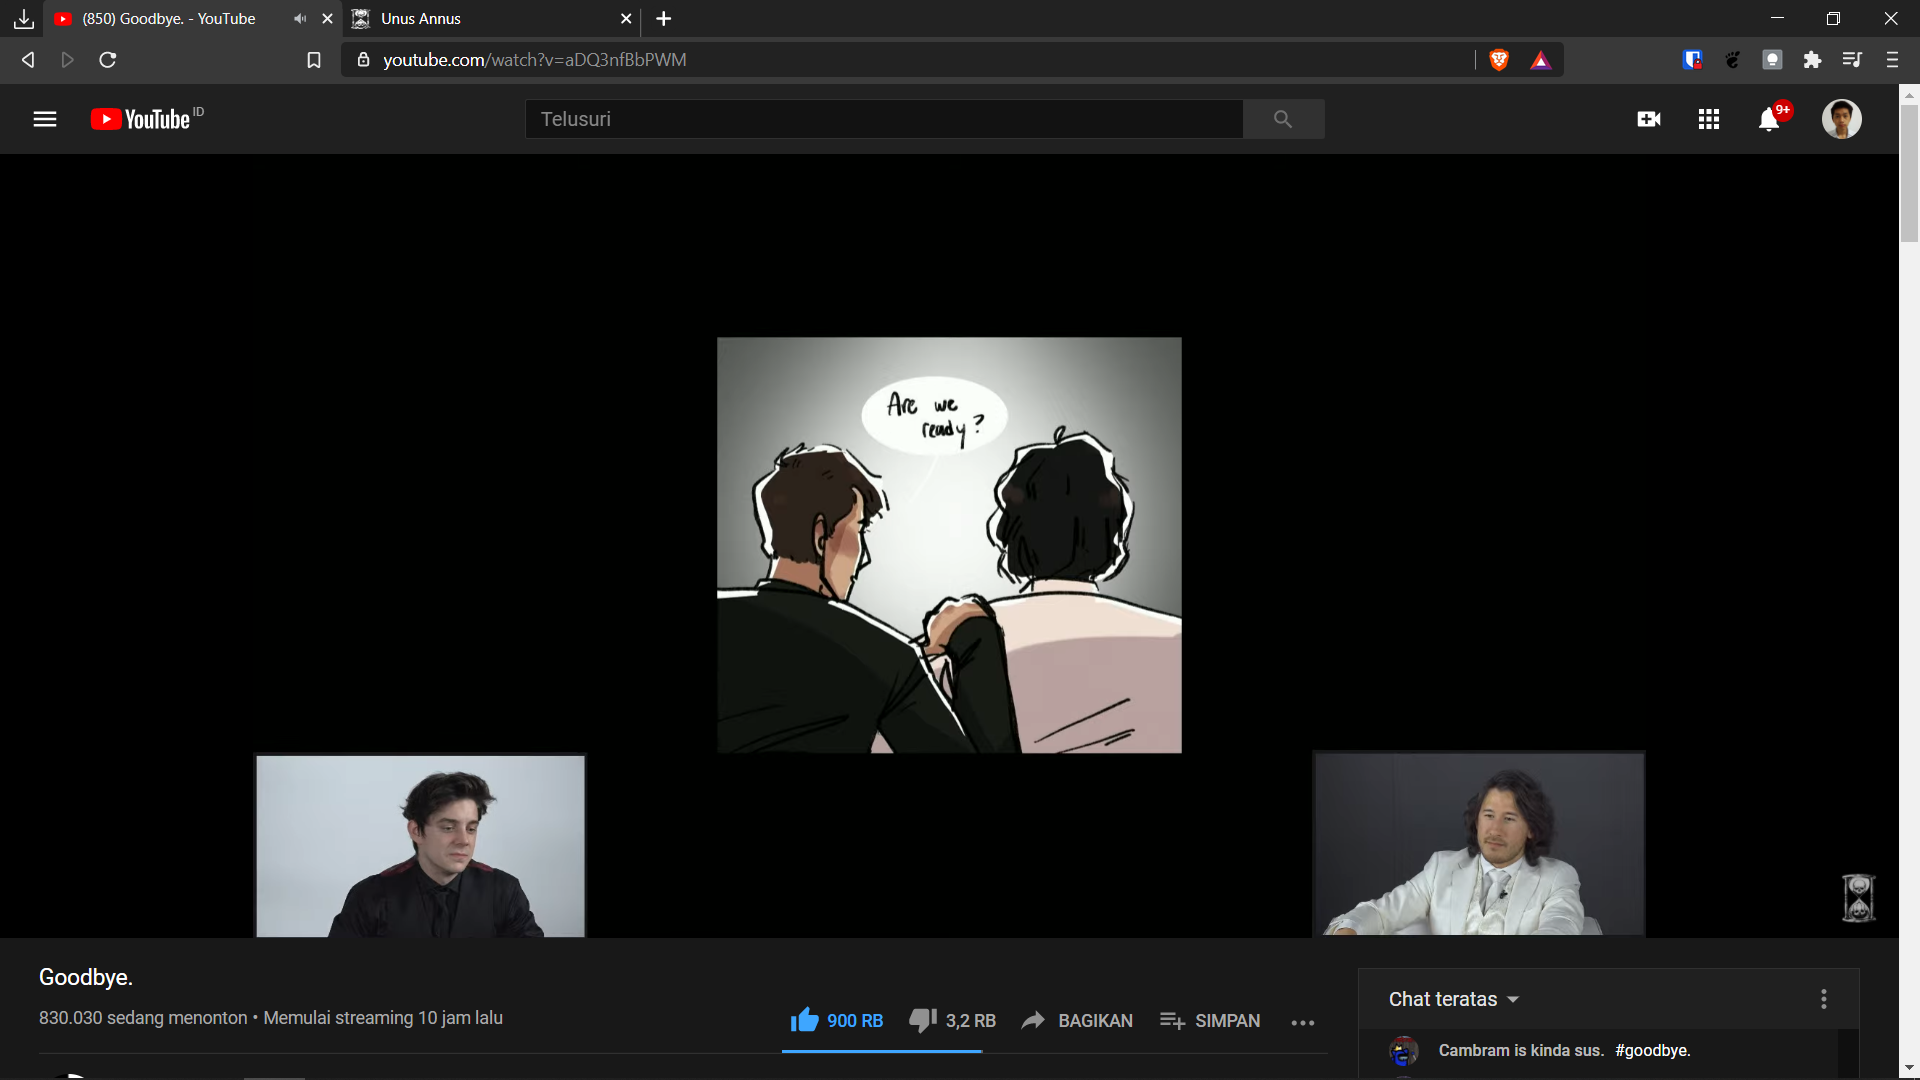 (850) Goodbye. - YouTube
Unus Annus
youtube.com/watch?v=aDQ3nfBbPWM
YouTube ID
Telusuri
9+
Are we
ready?
Goodbye.
830.030 sedang menonton • Memulai streaming 10 jam lalu
900 RB
3,2 RB
BAGIKAN
SIMPAN
Chat teratas
Cambram is kinda sus. #goodbye.